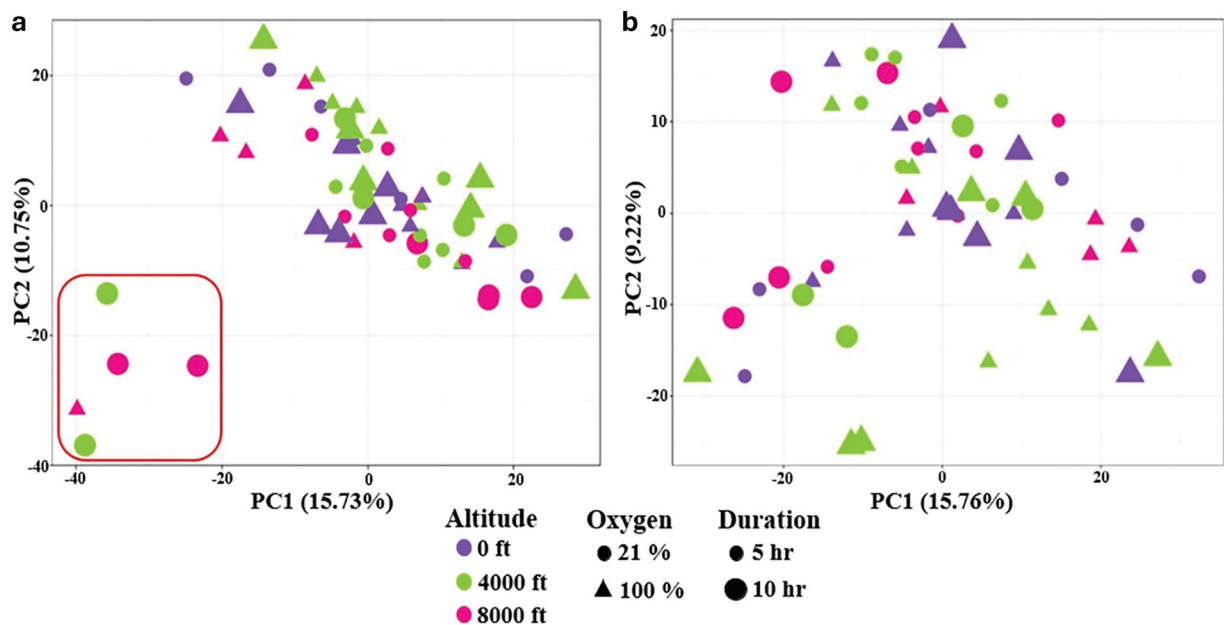 a
b
20
0
-20
-40
PC2 (10.75%)
-40
-20
0
20
PC1 (15.73%)
20
10
0
-10
-20
PC2 (9.22%)
-20
0
20
PC1 (15.76%)
Altitude
0 ft
4000 ft
8000 ft
Oxygen
21 %
100 %
Duration
5 hr
10 hr